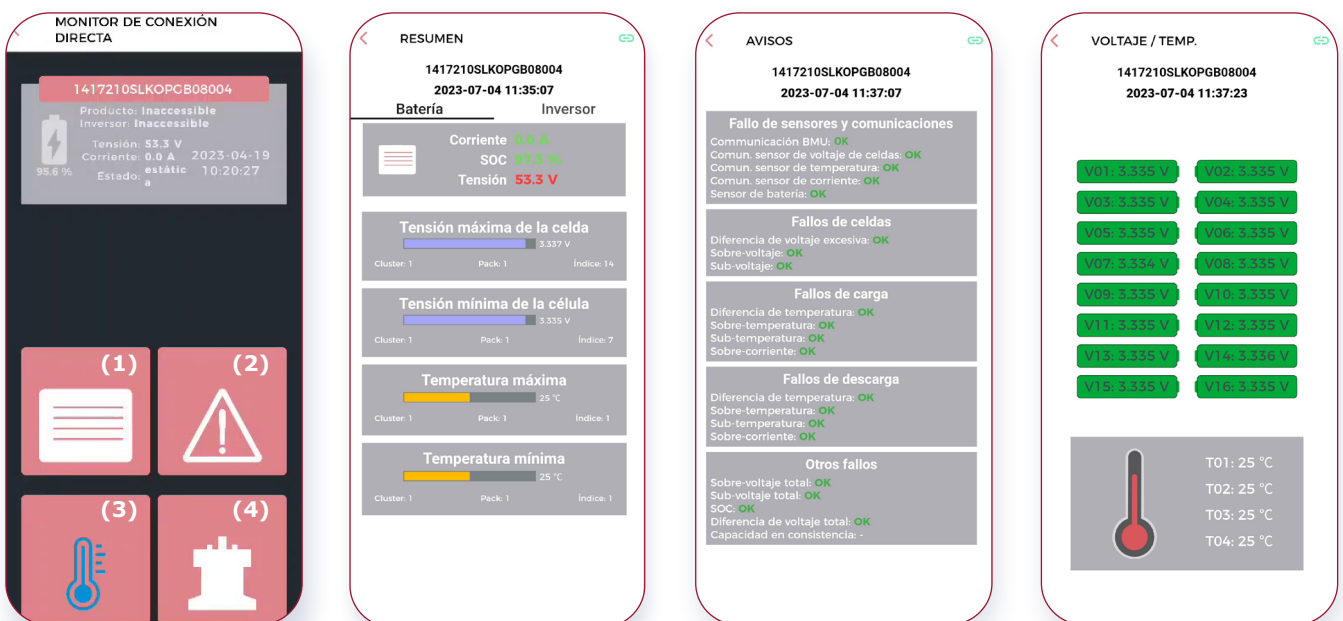 MONITOR DE CONEXIÓN
DIRECTA
1417210SLKOPGB08004
Producto: Inaccessible
Inversor: Inaccessible
Tensión: 53.3 V
Corriente: 0.0 A 2023-04-19
Estado: estátic 10:20:27
a
95.6 %
(1) (2)
(3) (4)
RESUMEN
1417210SLKOPGB08004
2023-07-04 11:35:07
Batería Inversor
Corriente 0.0 A
SOC
Tensión 53.3 V
Tensión máxima de la celda
3.337 V
Cluster: 1 Pack: 1 Índice: 14
Tensión mínima de la célula
3.335 V
Cluster: 1 Pack: 1 Índice: 7
Temperatura máxima
25 °C
Cluster: 1 Pack: 1 Índice: 1
Temperatura mínima
25 °C
Cluster: 1 Pack: 1 Índice: 1
AVISOS
1417210SLKOPGB08004
2023-07-04 11:37:07
Fallo de sensores y comunicaciones
Communicación BMU: OK
Comun. sensor de voltaje de celdas: OK
Comun. sensor de temperatura: OK
Comun. sensor de corriente: OK
Sensor de batería: OK
Fallos de celdas
Diferencia de voltaje excesiva: OK
Sobre-voltaje: OK
Sub-voltaje: OK
Fallos de carga
Diferencia de temperatura: OK
Sobre-temperatura: OK
Sub-temperatura: OK
Sobre-corriente: OK
Fallos de descarga
Diferencia de temperatura: OK
Sobre-temperatura: OK
Sub-temperatura: OK
Sobre-corriente: OK
Otros fallos
Sobre-voltaje total: OK
Sub-voltaje total: OK
SOC: OK
Diferencia de voltaje total: OK
Capacidad en consistencia: -
VOLTAJE / TEMP.
1417210SLKOPGB08004
2023-07-04 11:37:23
V01: 3.335 V V02: 3.335 V
V03: 3.335 V V04: 3.335 V
V05: 3.335 V V06: 3.335 V
V07: 3.334 V V08: 3.335 V
V09: 3.335 V V10: 3.335 V
V11: 3.335 V V12: 3.335 V
V13: 3.335 V V14: 3.336 V
V15: 3.335 V V16: 3.335 V
T01: 25 °C
T02: 25 °C
T03: 25 °C
T04: 25 °C